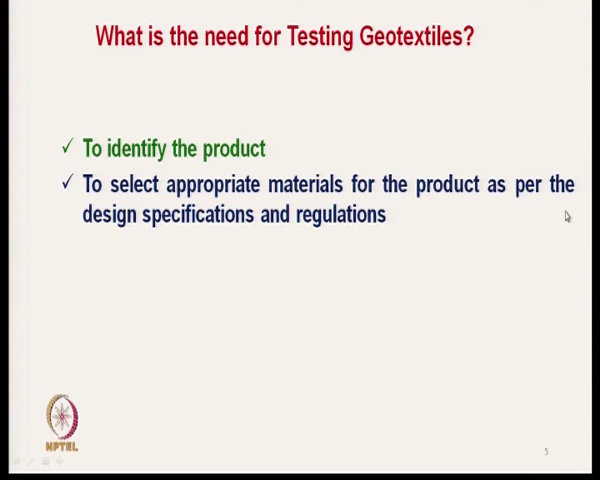 What is the need for Testing Geotextiles?
✓ To identify the product
✓ To select appropriate materials for the product as per the
design specifications and regulations
NPTEL
5